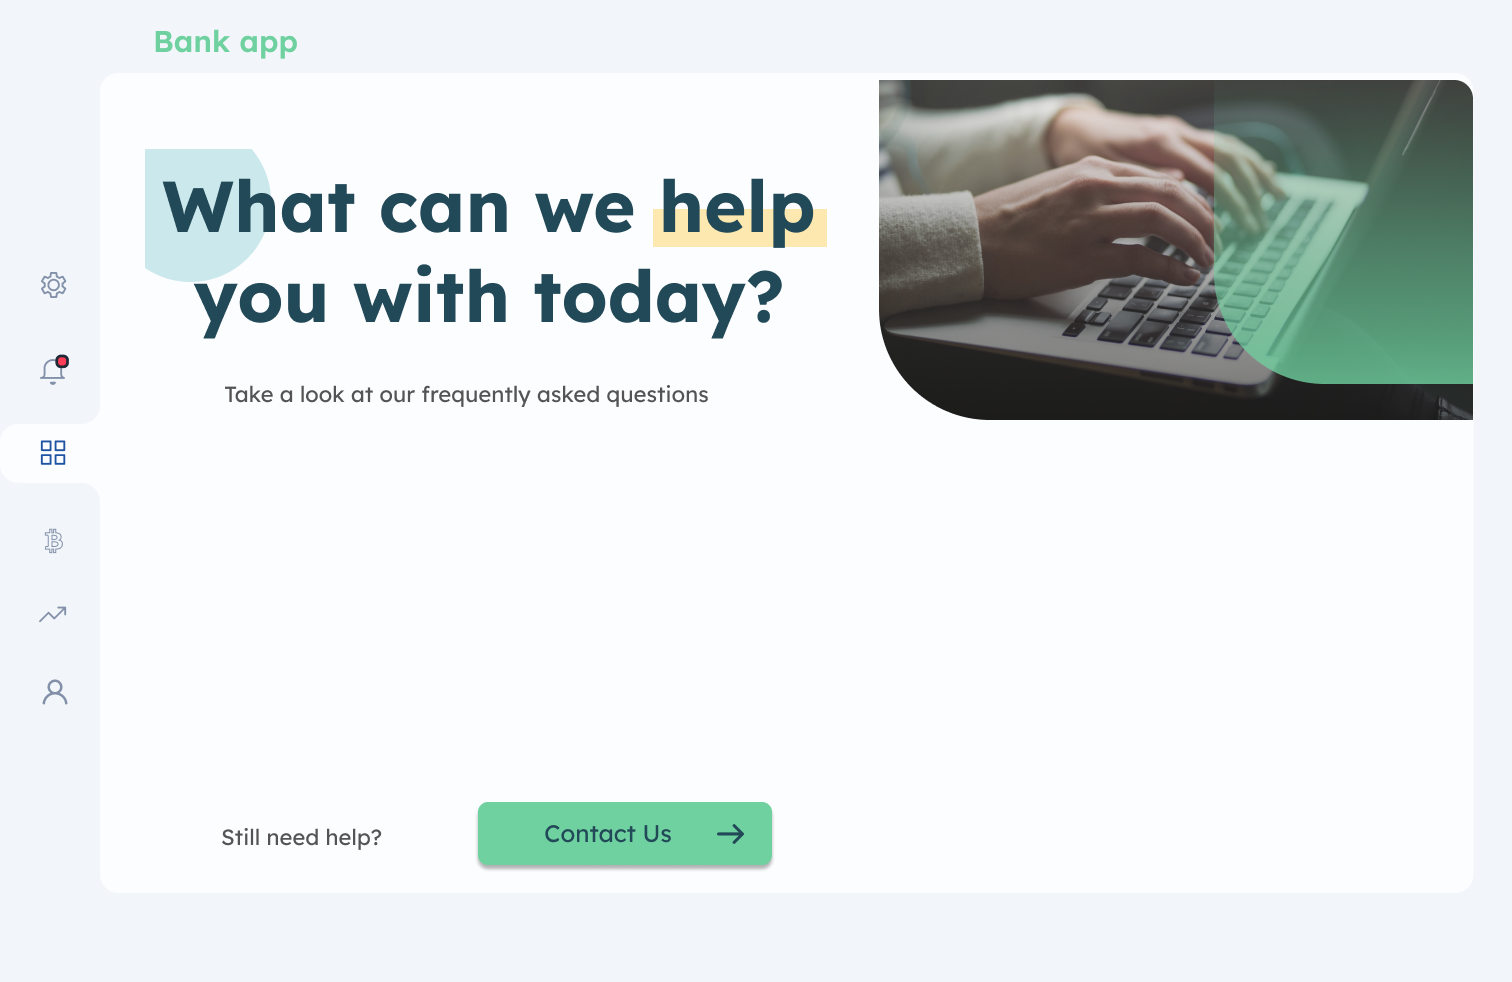 Bank app
What can we help
you with today?
Take a look at our frequently asked questions
Still need help?
Contact Us